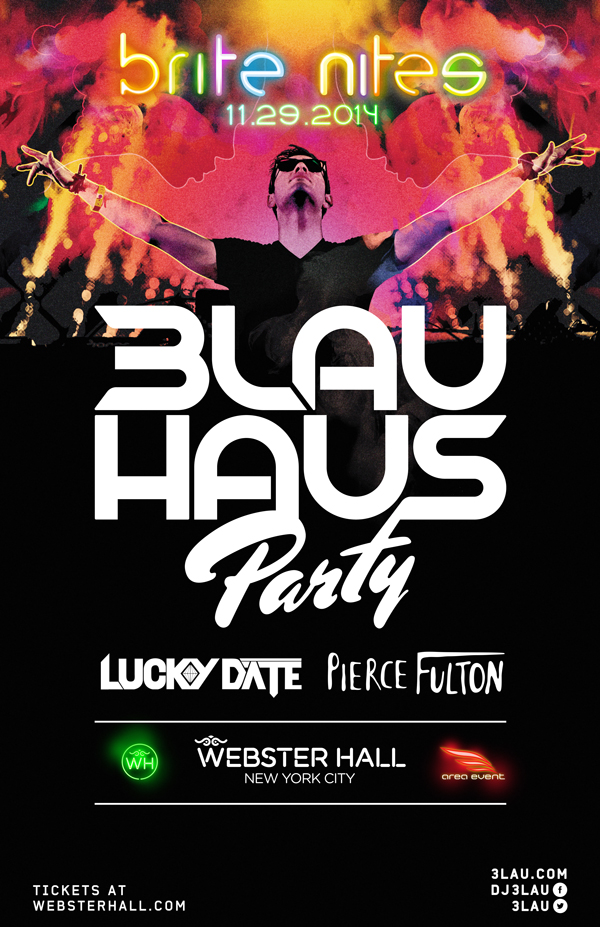 brite nites
11.29.2014
3LAU
HAUS
Party
LUCKY DATE PIERCE FULTON
WH
WEBSTER HALL
NEW YORK CITY
area event
TICKETS AT
WEBSTERHALL.COM
3LAU.COM
DJ3LAU f
3LAU